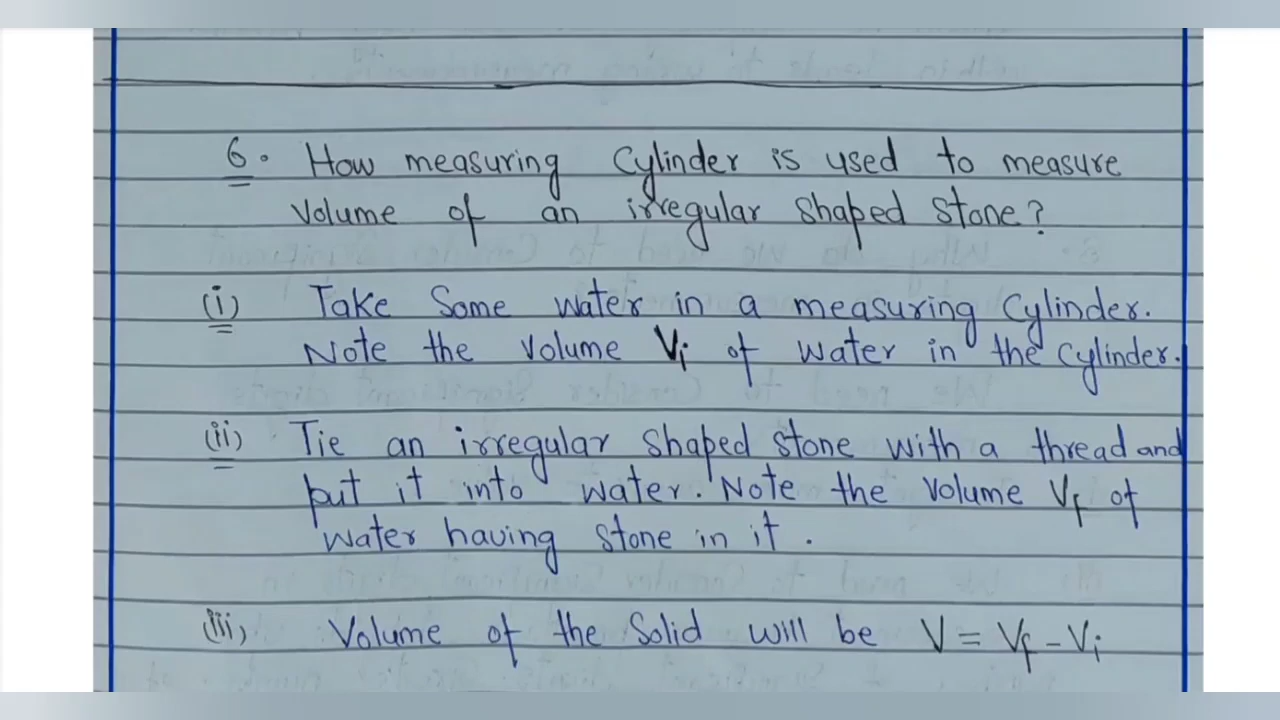 6. How measuring Cylinder is used to measure
Volume of an irregular shaped stone?
(i) Take Some water in a measuring Cylinder.
Note the volume Vi of water in the cylinder.
(ii) Tie an irregular shaped stone with a thread and
put it into water. Note the volume Vf of
water having stone in it.
(iii) Volume of the Solid will be V = Vf - Vi